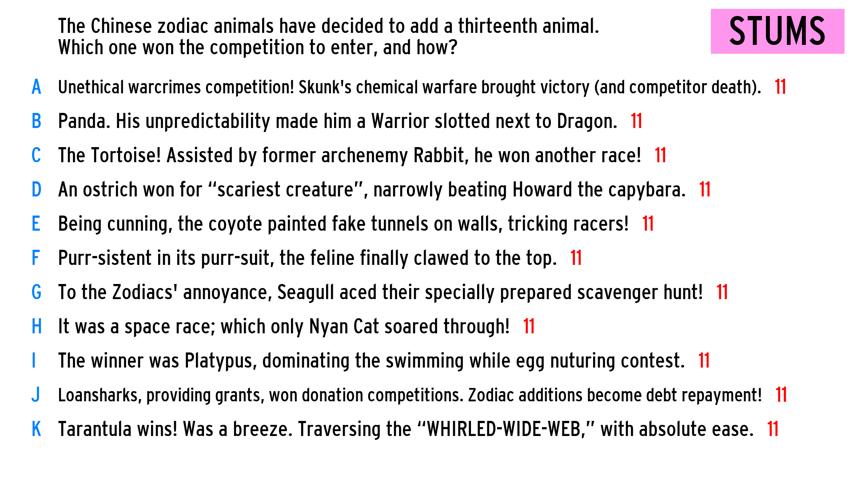 The Chinese zodiac animals have decided to add a thirteenth animal.
Which one won the competition to enter, and how?
STUMS
A Unethical warcrimes competition! Skunk's chemical warfare brought victory (and competitor death). 11
B Panda. His unpredictability made him a Warrior slotted next to Dragon. 11
C The Tortoise! Assisted by former archenemy Rabbit, he won another race! 11
D An ostrich won for “scariest creature”, narrowly beating Howard the capybara. 11
E Being cunning, the coyote painted fake tunnels on walls, tricking racers! 11
F Purr-sistent in its purr-suit, the feline finally clawed to the top. 11
G To the Zodiacs' annoyance, Seagull aced their specially prepared scavenger hunt! 11
H It was a space race; which only Nyan Cat soared through! 11
I The winner was Platypus, dominating the swimming while egg nuturing contest. 11
J Loansharks, providing grants, won donation competitions. Zodiac additions become debt repayment! 11
K Tarantula wins! Was a breeze. Traversing the “WHIRLED-WIDE-WEB,” with absolute ease. 11